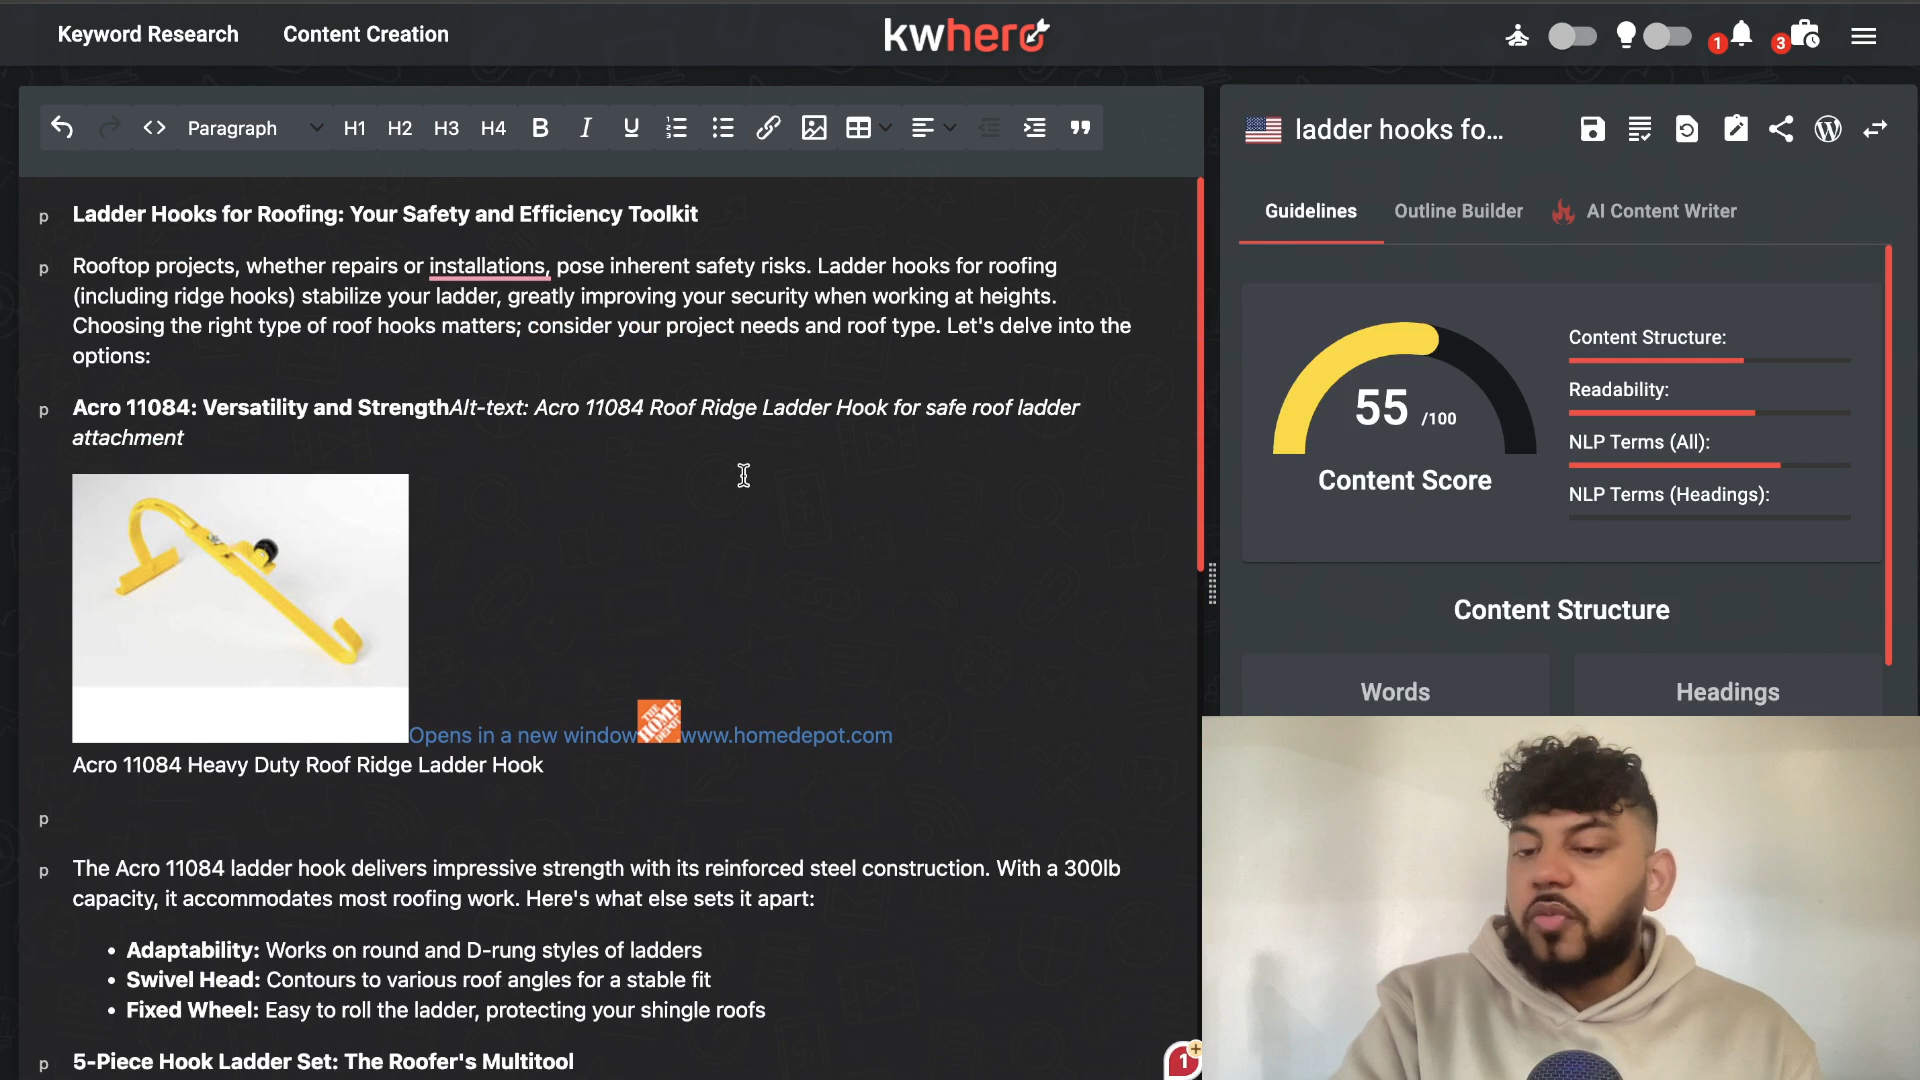 Keyword Research
Content Creation
kwhero
1
3
Paragraph
H1
H2
H3
H4
B
I
U
ladder hooks fo...
Ladder Hooks for Roofing: Your Safety and Efficiency Toolkit
Rooftop projects, whether repairs or installations, pose inherent safety risks. Ladder hooks for roofing
(including ridge hooks) stabilize your ladder, greatly improving your security when working at heights.
Choosing the right type of roof hooks matters; consider your project needs and roof type. Let's delve into the
options:
Acro 11084: Versatility and StrengthAlt-text: Acro 11084 Roof Ridge Ladder Hook for safe roof ladder
attachment
Opens in a new window
THE HOME DEPOT
www.homedepot.com
Acro 11084 Heavy Duty Roof Ridge Ladder Hook
The Acro 11084 ladder hook delivers impressive strength with its reinforced steel construction. With a 300lb
capacity, it accommodates most roofing work. Here's what else sets it apart:
• Adaptability: Works on round and D-rung styles of ladders
• Swivel Head: Contours to various roof angles for a stable fit
• Fixed Wheel: Easy to roll the ladder, protecting your shingle roofs
5-Piece Hook Ladder Set: The Roofer's Multitool
p
p
p
p
p
p
Guidelines
Outline Builder
AI Content Writer
55 /100
Content Score
Content Structure:
Readability:
NLP Terms (All):
NLP Terms (Headings):
Content Structure
Words
Headings
1